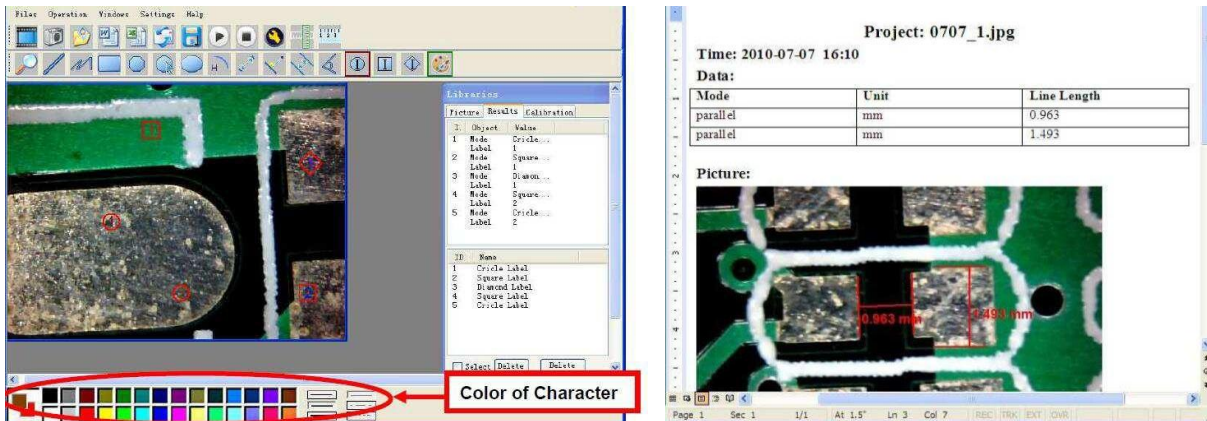 Files Operation Windows Settings Help
Libraries
Picture Results Calibration
I. Object Value
1 Mode Cricle...
Label 1
2 Mode Square...
Label 1
3 Mode Diamon...
Label 1
4 Mode Square...
Label 2
5 Mode Cricle...
Label 2
ID Name
1 Cricle Label
2 Square Label
3 Diamond Label
4 Square Label
5 Cricle Label
Select Delete Delete
Color of Character
Project: 0707_1.jpg
Time: 2010-07-07 16:10
Data:
Mode Unit Line Length
parallel mm 0.963
parallel mm 1.493
Picture:
0.963 mm
1.493 mm
Page 1 Sec 1 1/1 At 1.5" Ln 3 Col 7 REC TRK EXT OVR